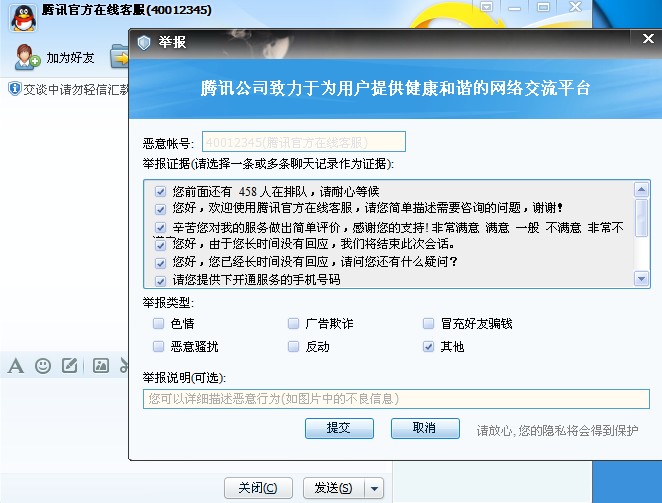 腾讯官方在线客服(40012345)
加为好友
交谈中请勿轻信汇款
举报
腾讯公司致力于为用户提供健康和谐的网络交流平台
恶意帐号: 40012345(腾讯官方在线客服)
举报证据(请选择一条或多条聊天记录作为证据):
您前面还有 458 人在排队，请耐心等候
您好，欢迎使用腾讯官方在线客服，请您简单描述需要咨询的问题，谢谢!
辛苦您对我的服务做出简单评价，感谢您的支持! 非常满意 满意 一般 不满意 非常不
您好，由于您长时间没有回应，我们将结束此次会话。
您好，您已经长时间没有回应，请问您还有什么疑问？
请您提供下开通服务的手机号码
举报类型:
色情 广告欺诈 冒充好友骗钱
恶意骚扰 反动 其他
举报说明(可选):
您可以详细描述恶意行为(如图片中的不良信息)
提交 取消 请放心, 您的隐私将会得到保护
关闭(C) 发送(S)